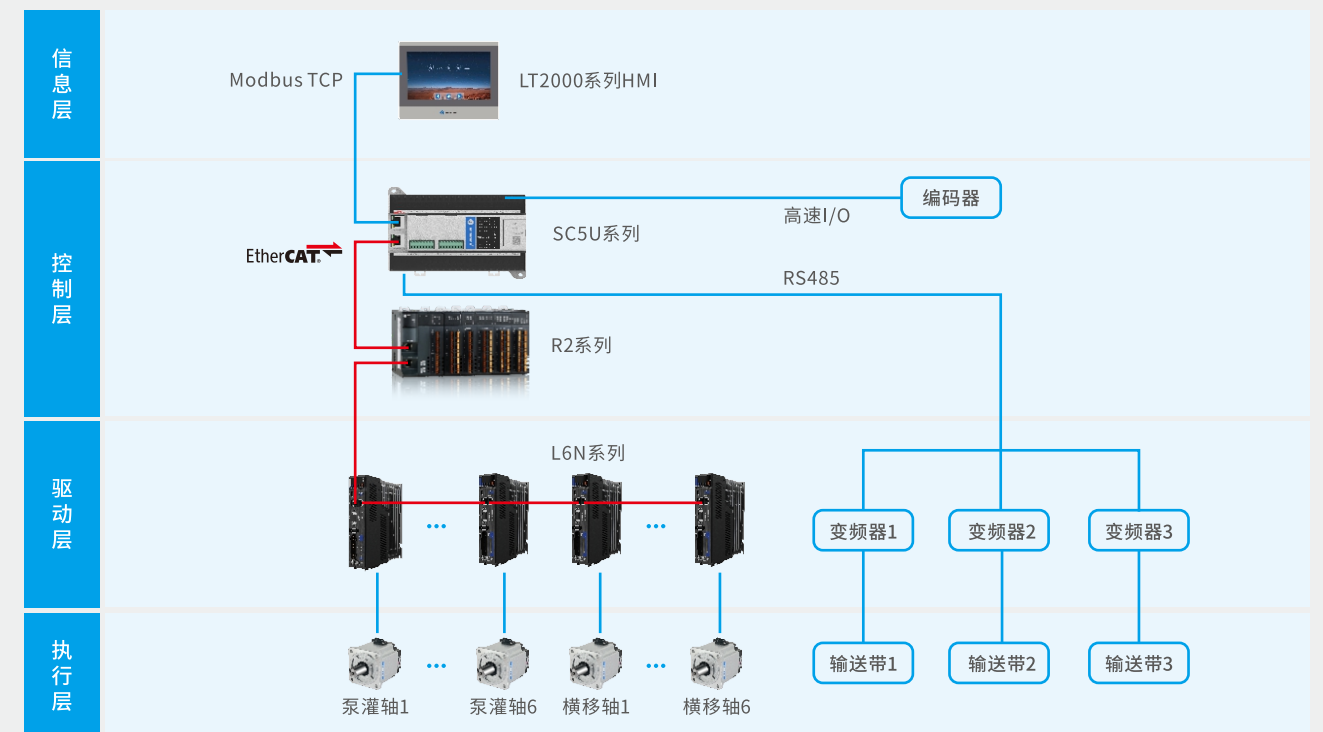 信息层
Modbus TCP
LT2000系列HMI
控制层
编码器
高速I/O
SC5U系列
EtherCAT
RS485
R2系列
驱动层
L6N系列
...
...
变频器1
变频器2
变频器3
执行层
...
...
输送带1
输送带2
输送带3
泵灌轴1
泵灌轴6
横移轴1
横移轴6